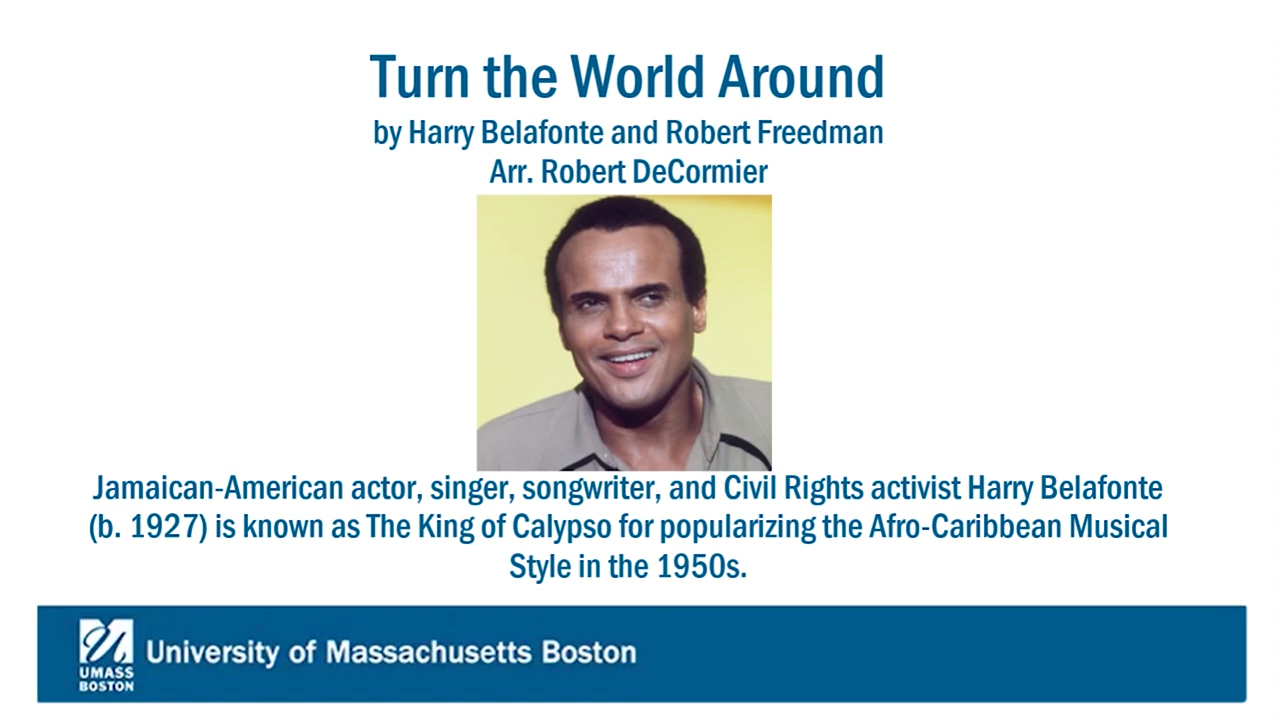 Turn the World Around
by Harry Belafonte and Robert Freedman
Arr. Robert DeCormier
Jamaican-American actor, singer, songwriter, and Civil Rights activist Harry Belafonte
(b. 1927) is known as The King of Calypso for popularizing the Afro-Caribbean Musical
Style in the 1950s.
University of Massachusetts Boston
UMASS
BOSTON